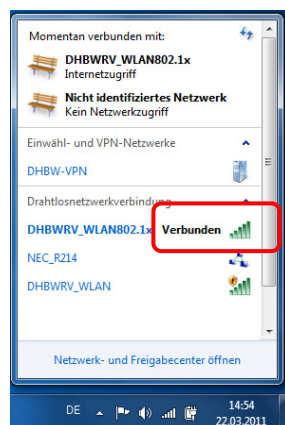 Momentan verbunden mit:
DHBWRV_WLAN802.1x
Internetzugriff
Nicht identifiziertes Netzwerk
Kein Netzwerkzugriff
Einwähl- und VPN-Netzwerke
DHBW-VPN
Drahtlosnetzwerkverbindung
DHBWRV_WLAN802.1x Verbunden
NEC_R214
DHBWRV_WLAN
Netzwerk- und Freigabecenter öffnen
DE 14:54
22.03.2011